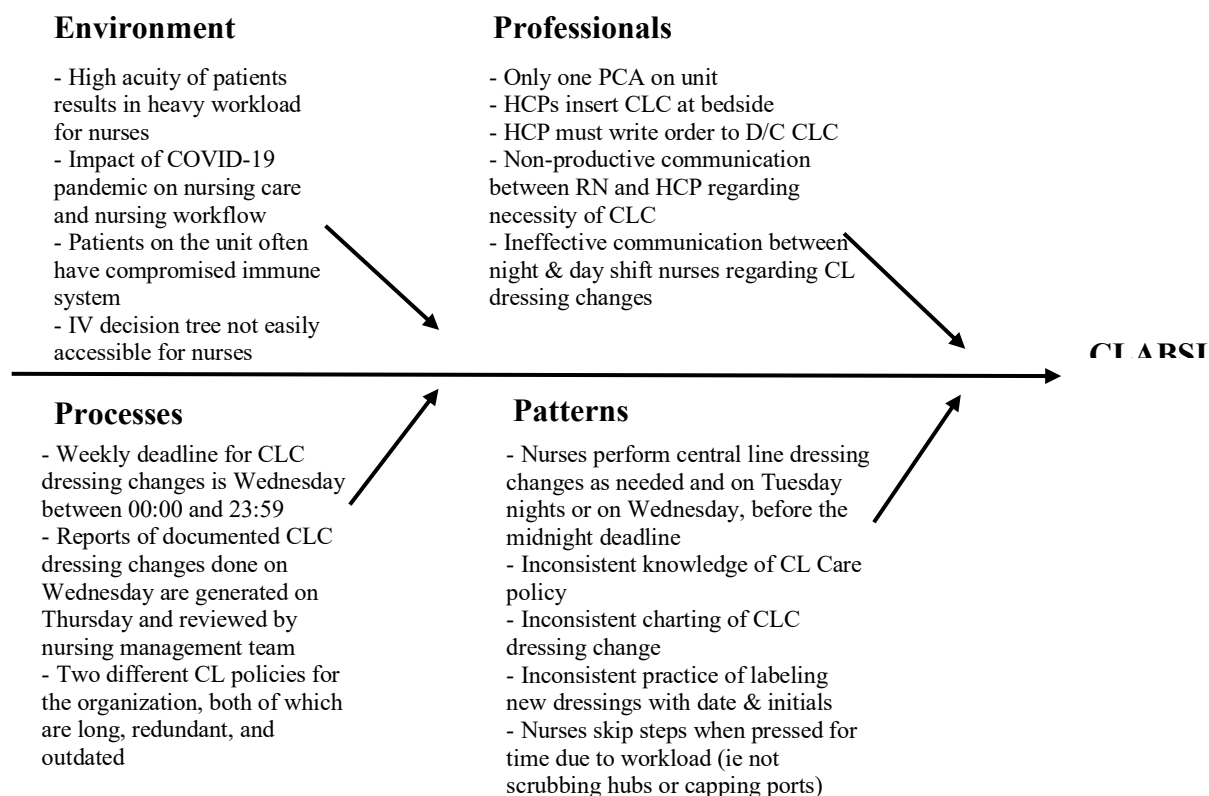 Environment
- High acuity of patients
results in heavy workload
for nurses
- Impact of COVID-19
pandemic on nursing care
and nursing workflow
- Patients on the unit often
have compromised immune
system
- IV decision tree not easily
accessible for nurses
Professionals
- Only one PCA on unit
- HCPs insert CLC at bedside
- HCP must write order to D/C CLC
- Non-productive communication
between RN and HCP regarding
necessity of CLC
- Ineffective communication between
night & day shift nurses regarding CL
dressing changes
CLABSI
Processes
- Weekly deadline for CLC
dressing changes is Wednesday
between 00:00 and 23:59
- Reports of documented CLC
dressing changes done on
Wednesday are generated on
Thursday and reviewed by
nursing management team
- Two different CL policies for
the organization, both of which
are long, redundant, and
outdated
Patterns
- Nurses perform central line dressing
changes as needed and on Tuesday
nights or on Wednesday, before the
midnight deadline
- Inconsistent knowledge of CL Care
policy
- Inconsistent charting of CLC
dressing change
- Inconsistent practice of labeling
new dressings with date & initials
- Nurses skip steps when pressed for
time due to workload (ie not
scrubbing hubs or capping ports)